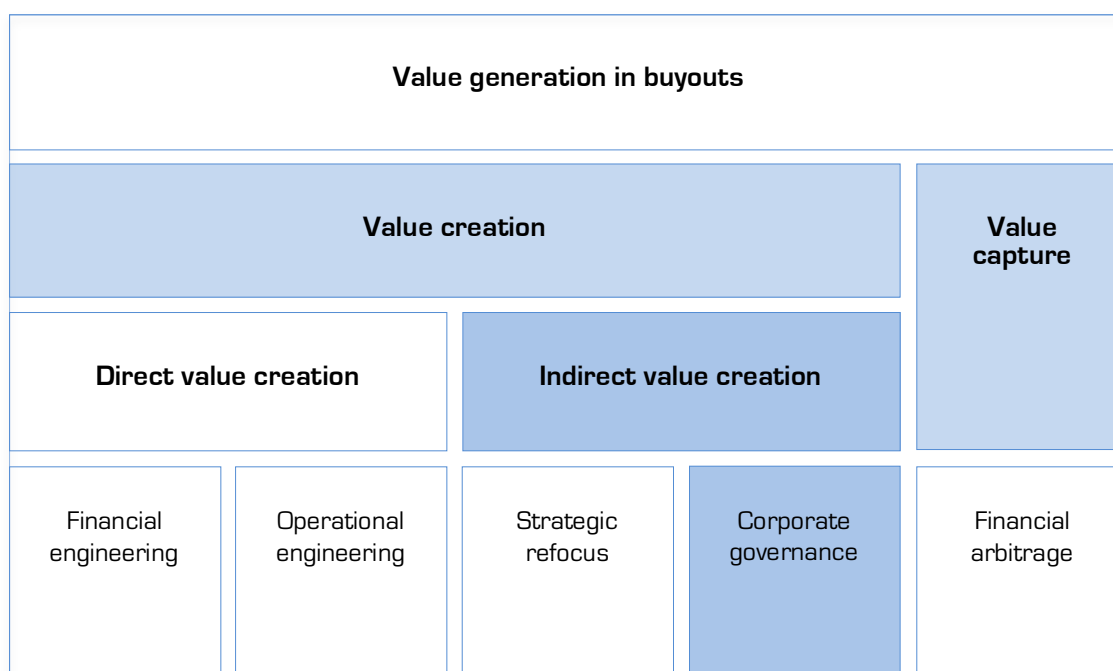 Value generation in buyouts
Value creation
Value
capture
Direct value creation
Indirect value creation
Financial
engineering
Operational
engineering
Strategic
refocus
Corporate
governance
Financial
arbitrage